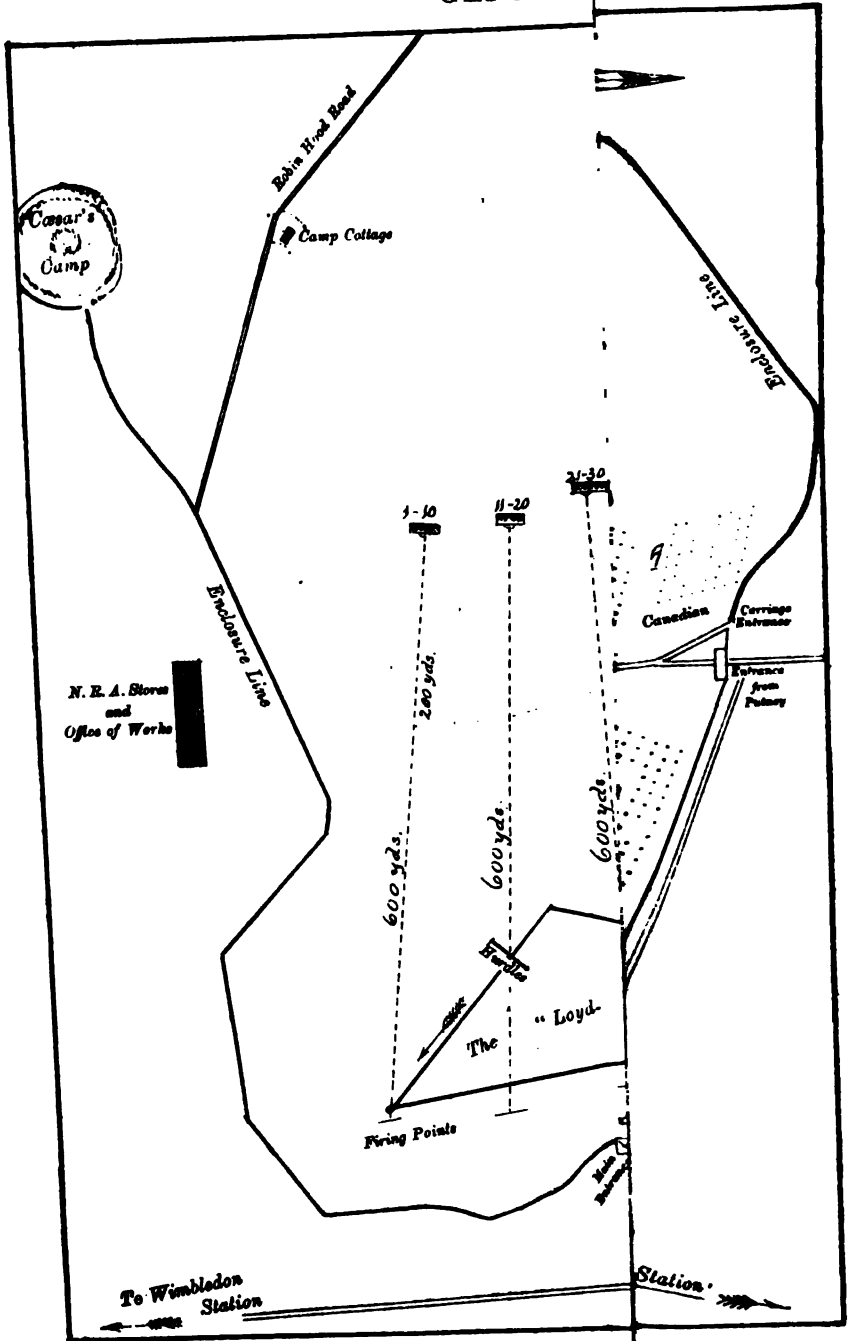 Robin Hood Road
Cæsar's
Camp
Camp Cottage
Enclosure Line
1-10
11-20
21-30
9
Canadian
Carriage
Entrance
Entrance
from
Putney
Enclosure Line
N. R. A. Stores
and
Office of Works
200 yds.
600 yds.
600 yds.
600 yds.
Hurdles
The "Loyd-
Firing Points
Main
Entrance
To Wimbledon
Station
Station